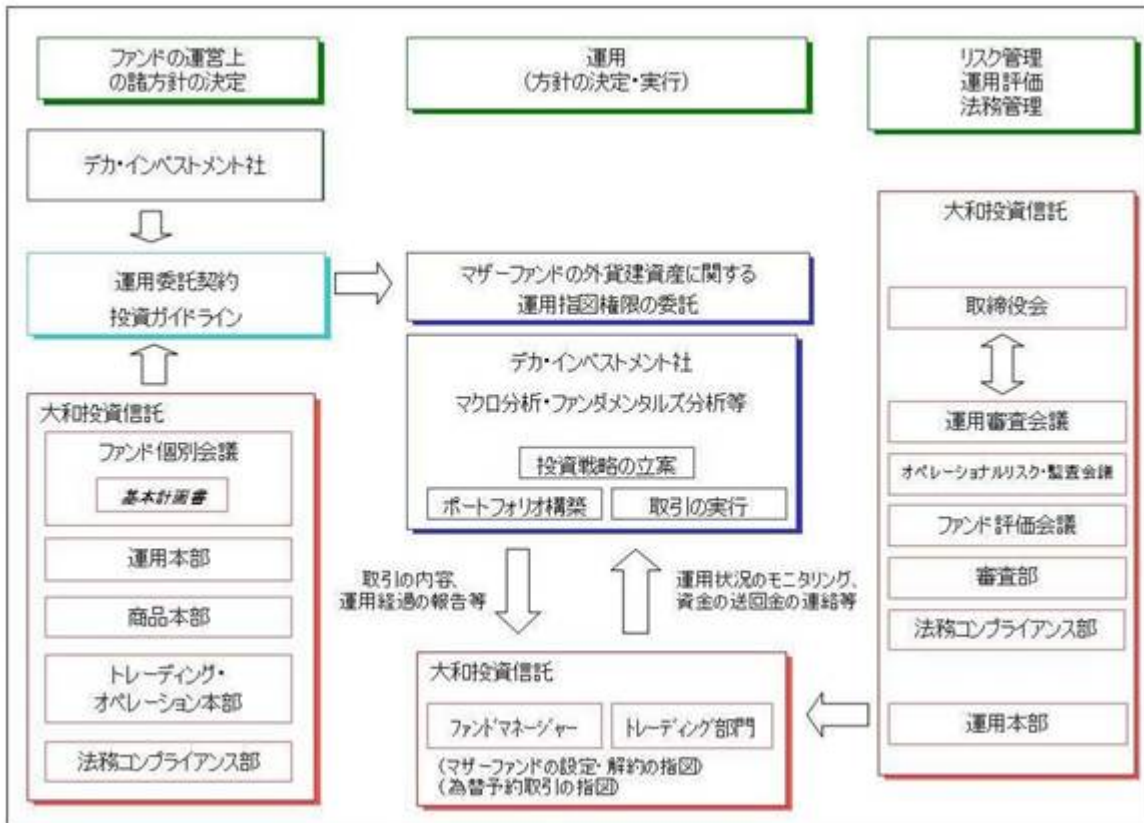 ファンドの運営上
の諸方針の決定
運用
(方針の決定・実行)
リスク管理
運用評価
法務管理
デカ・インベストメント社
運用委託契約
投資ガイドライン
マザーファンドの外貨建資産に関する
運用指図権限の委託
デカ・インベストメント社
マクロ分析・ファンダメンタルズ分析等
投資戦略の立案
ポートフォリオ構築
取引の実行
取引の内容、
運用経過の報告等
運用状況のモニタリング、
資金の送回金の連絡等
大和投資信託
ファンド個別会議
基本計画書
運用本部
商品本部
トレーディング・
オペレーション本部
法務コンプライアンス部
大和投資信託
ファンドマネージャー
トレーディング部門
(マザーファンドの設定・解約の指図)
(為替予約取引の指図)
大和投資信託
取締役会
運用審査会議
オペレーショナルリスク・監査会議
ファンド評価会議
審査部
法務コンプライアンス部
運用本部